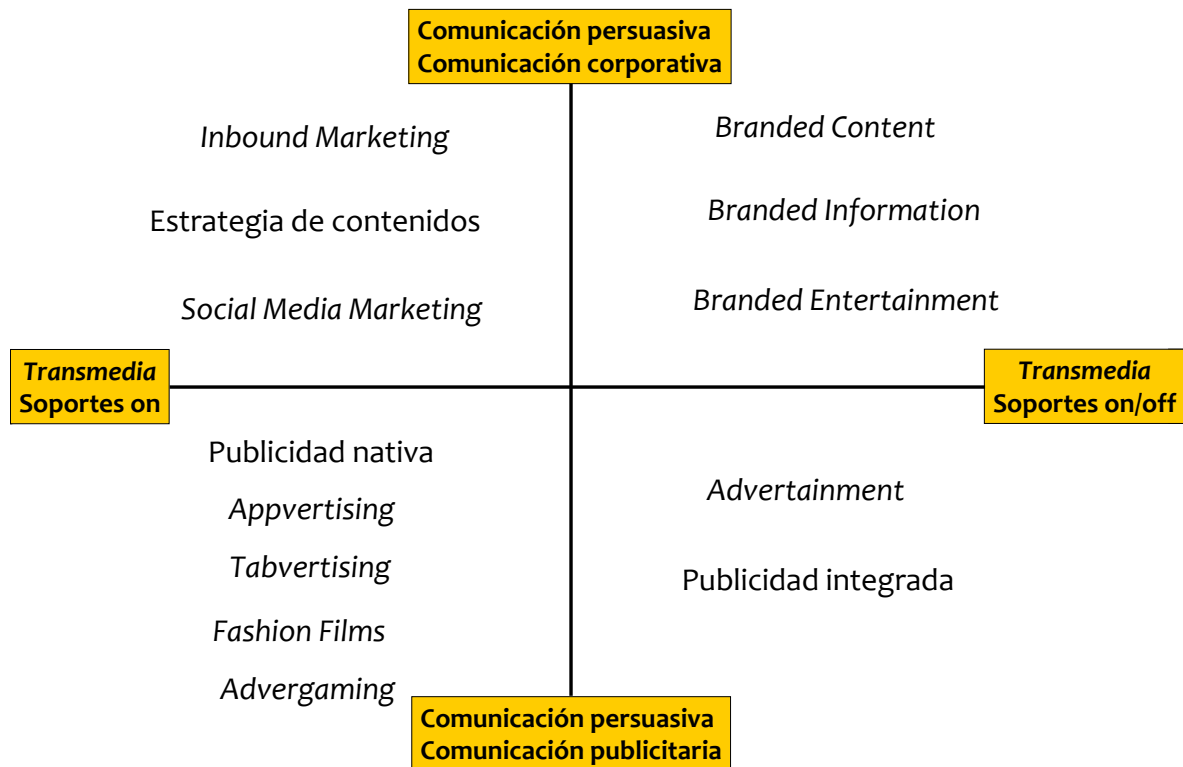 Comunicación persuasiva
Comunicación corporativa
Inbound Marketing
Branded Content
Estrategia de contenidos
Branded Information
Social Media Marketing
Branded Entertainment
Transmedia
Soportes on
Transmedia
Soportes on/off
Publicidad nativa
Appvertising
Advertainment
Tabvertising
Publicidad integrada
Fashion Films
Advergaming
Comunicación persuasiva
Comunicación publicitaria